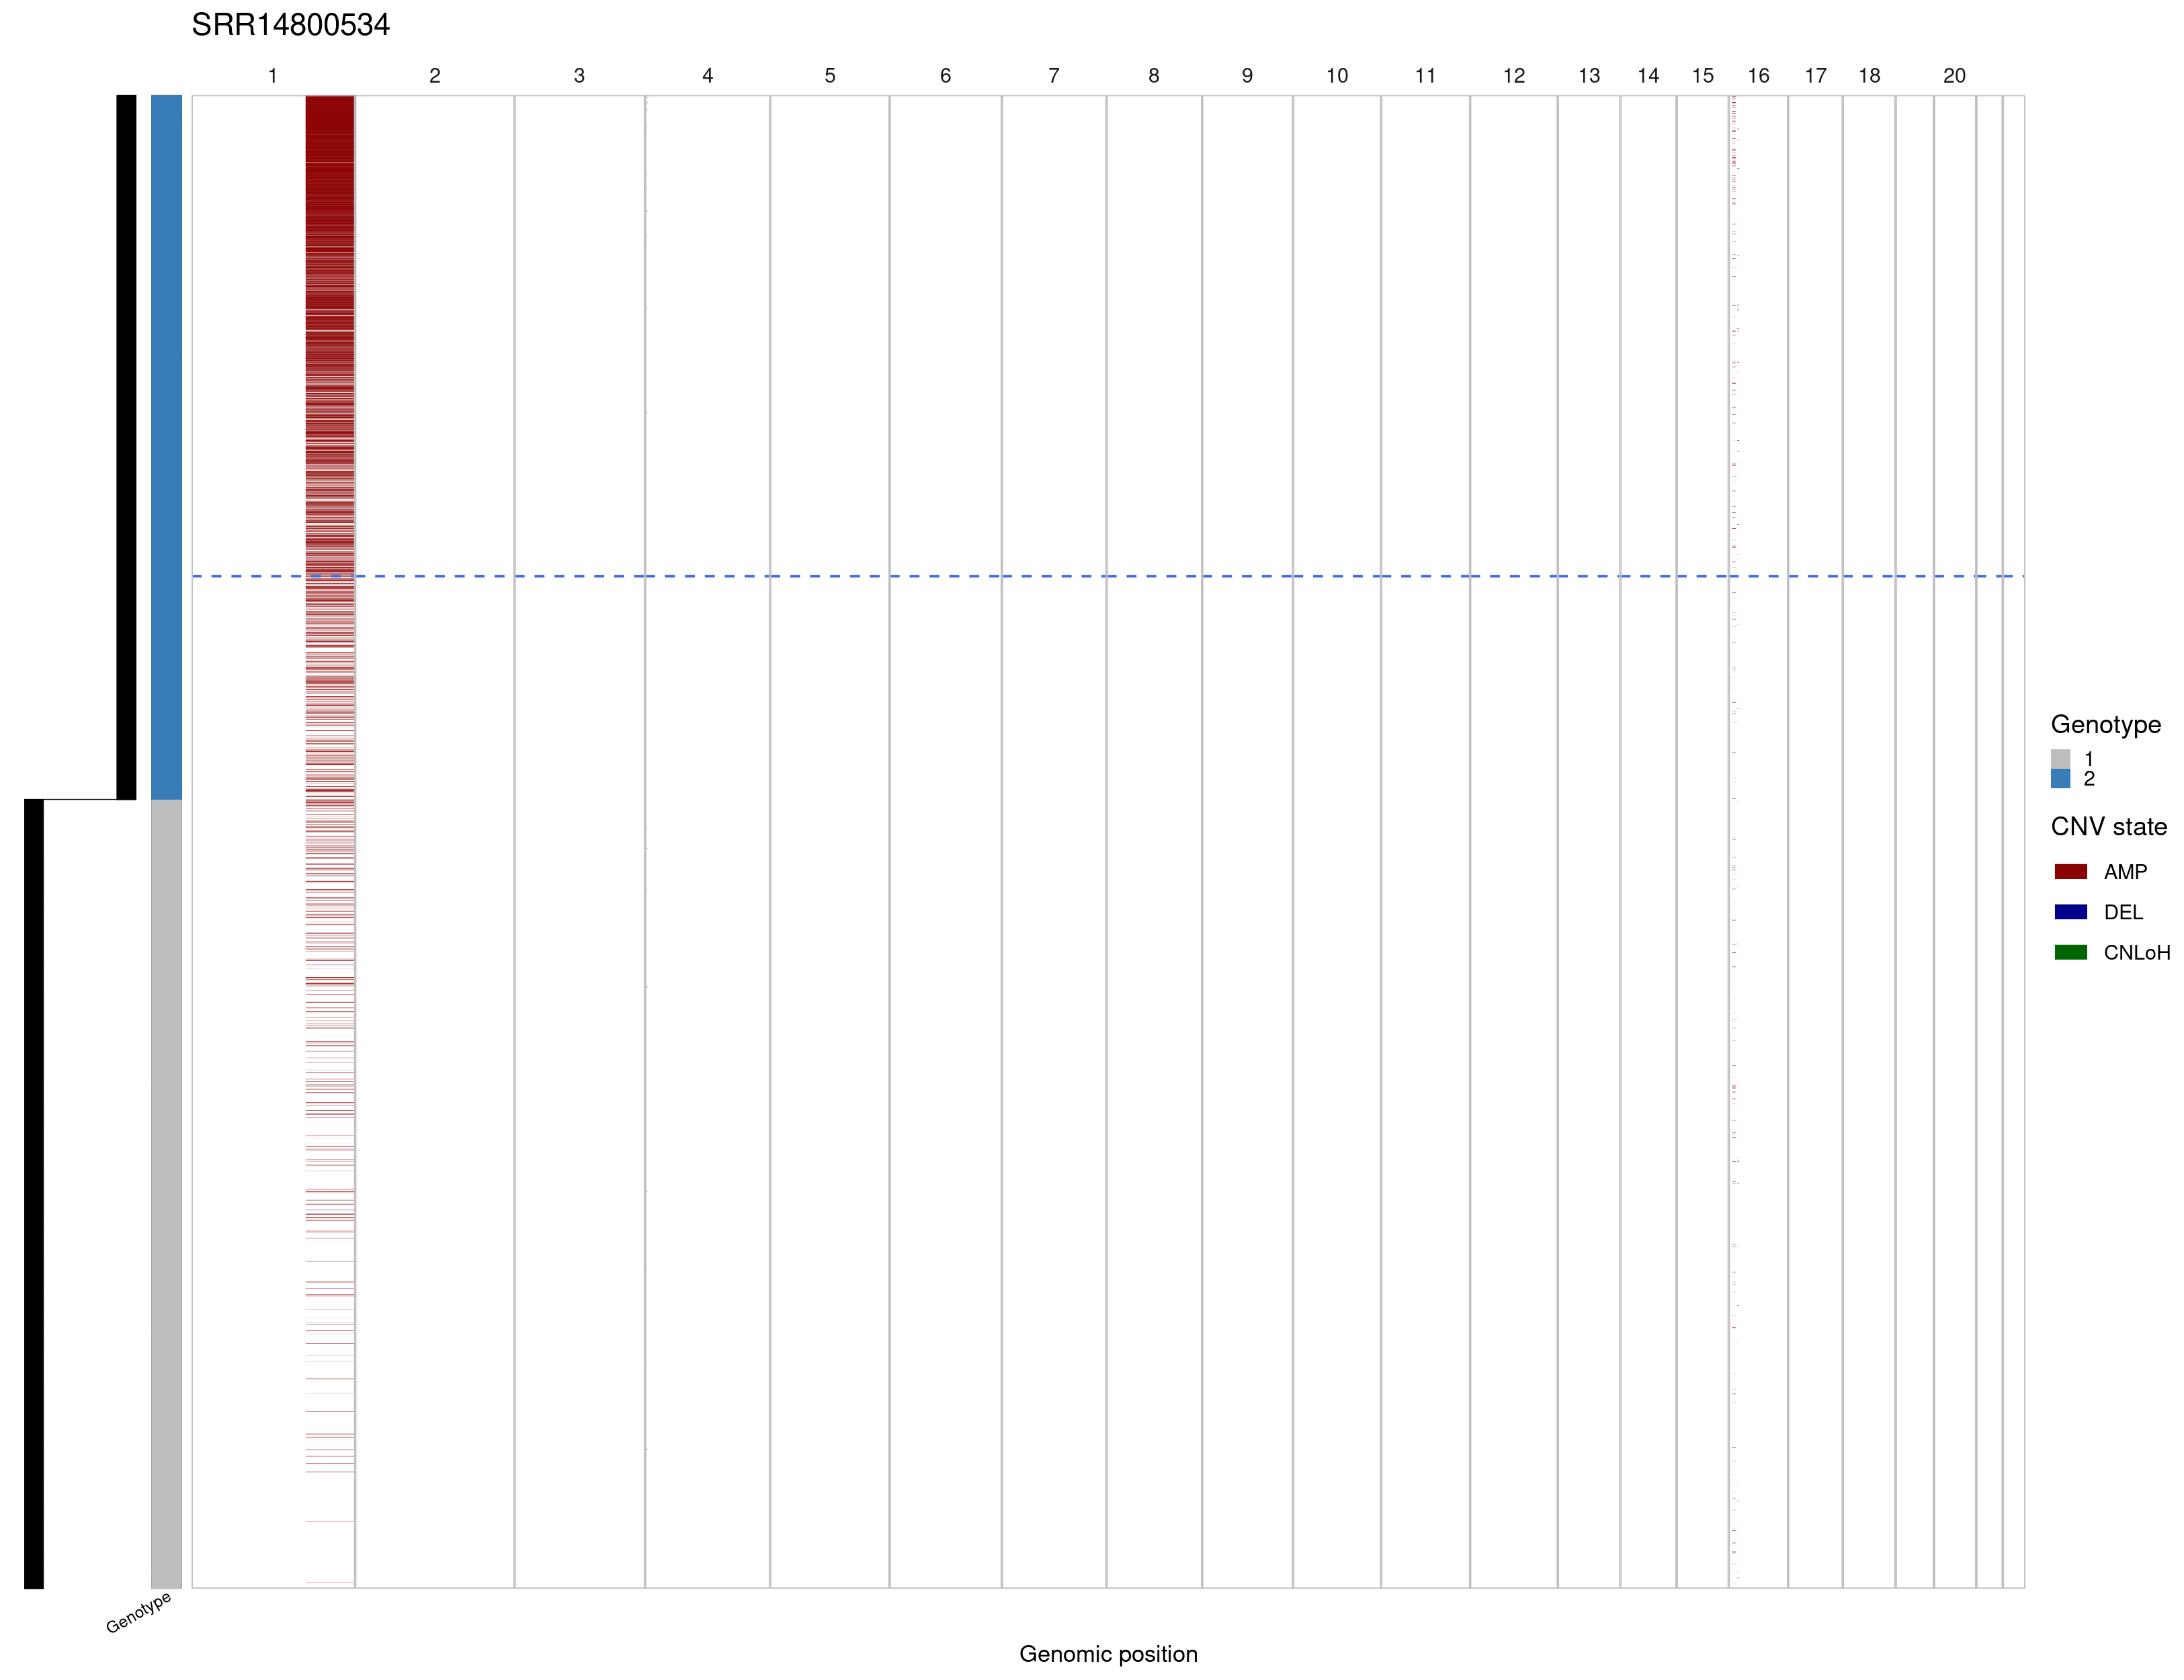 SRR14800534
1 2 3 4 5 6 7 8 9 10 11 12 13 14 15 16 17 18 20
Genotype
1
2
CNV state
AMP
DEL
CNLoH
Genotype
Genomic position